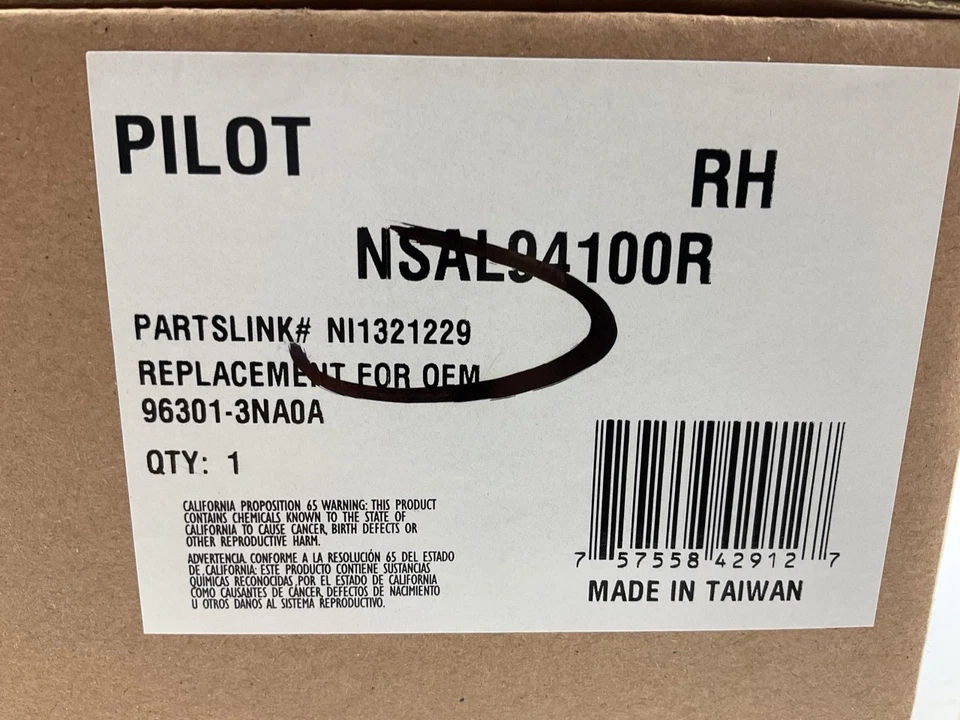 PILOT
RH
NSAL94100R
PARTSLINK# NI1321229
REPLACEMENT FOR OEM
96301-3NA0A
QTY: 1
CALIFORNIA PROPOSITION 65 WARNING: THIS PRODUCT
CONTAINS CHEMICALS KNOWN TO THE STATE OF
CALIFORNIA TO CAUSE CANCER, BIRTH DEFECTS OR
OTHER REPRODUCTIVE HARM.
ADVERTENCIA. CONFORME A LA RESOLUCIÓN 65 DEL ESTADO
DE CALIFORNIA: ESTE PRODUCTO CONTIENE SUSTANCIAS
QUÍMICAS RECONOCIDAS POR EL ESTADO DE CALIFORNIA
COMO CAUSANTES DE CÁNCER, DEFECTOS DE NACIMIENTO
U OTROS DAÑOS AL SISTEMA REPRODUCTIVO.
7 57558 42912 7
MADE IN TAIWAN